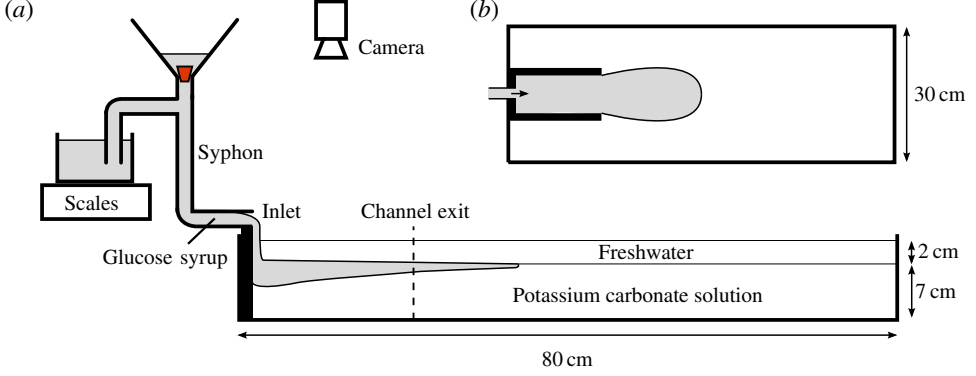 (a)
(b)
Camera
30 cm
Syphon
Scales
Inlet
Channel exit
Glucose syrup
Freshwater
2 cm
Potassium carbonate solution
7 cm
80 cm